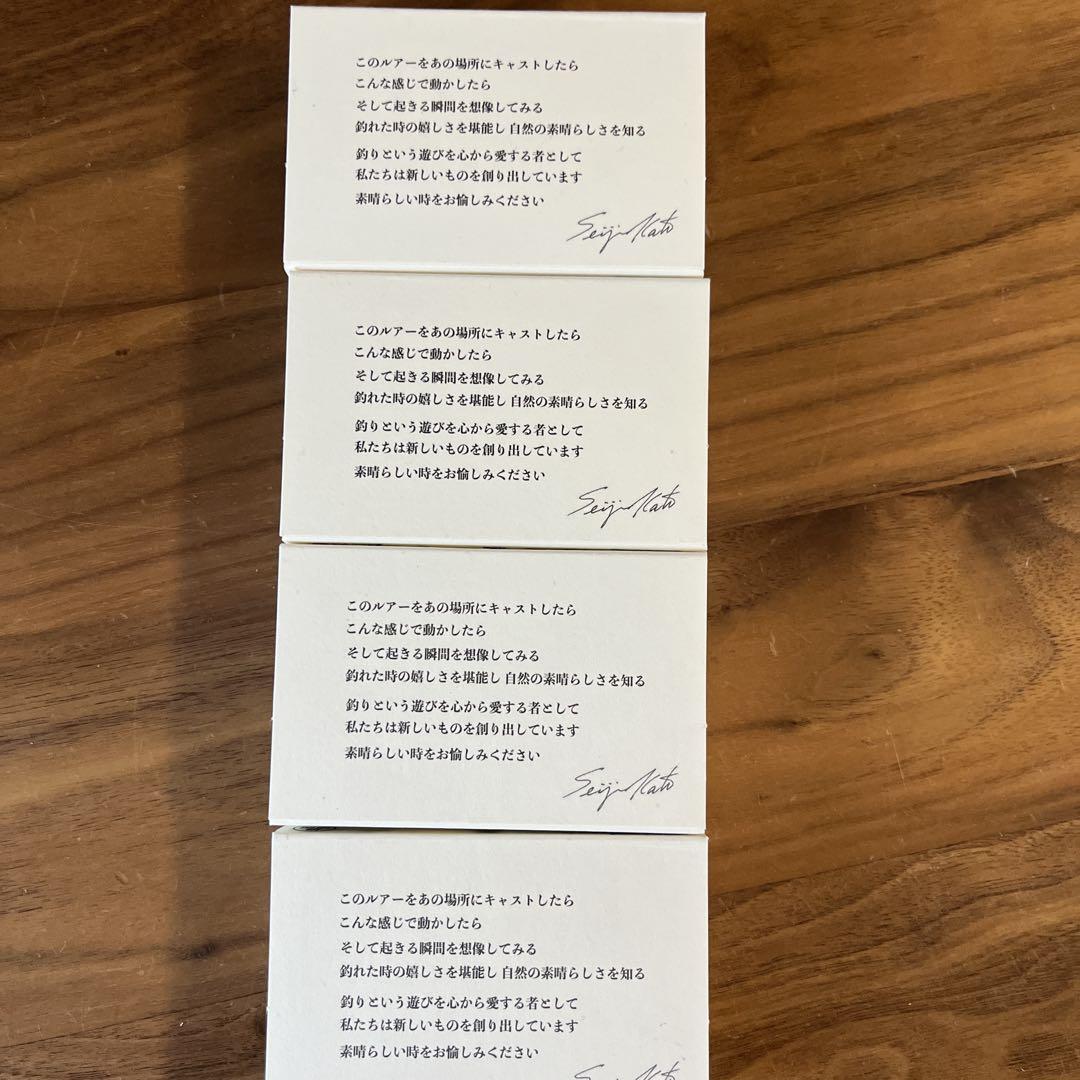 このルアーをあの場所にキャストしたら
こんな感じで動かしたら
そして起きる瞬間を想像してみる
釣れた時の嬉しさを堪能し 自然の素晴らしさを知る
釣りという遊びを心から愛する者として
私たちは新しいものを創り出しています
素晴らしい時をお愉しみください
Seiji Kato
このルアーをあの場所にキャストしたら
こんな感じで動かしたら
そして起きる瞬間を想像してみる
釣れた時の嬉しさを堪能し 自然の素晴らしさを知る
釣りという遊びを心から愛する者として
私たちは新しいものを創り出しています
素晴らしい時をお愉しみください
Seiji Kato
このルアーをあの場所にキャストしたら
こんな感じで動かしたら
そして起きる瞬間を想像してみる
釣れた時の嬉しさを堪能し 自然の素晴らしさを知る
釣りという遊びを心から愛する者として
私たちは新しいものを創り出しています
素晴らしい時をお愉しみください
Seiji Kato
このルアーをあの場所にキャストしたら
こんな感じで動かしたら
そして起きる瞬間を想像してみる
釣れた時の嬉しさを堪能し 自然の素晴らしさを知る
釣りという遊びを心から愛する者として
私たちは新しいものを創り出しています
素晴らしい時をお愉しみください